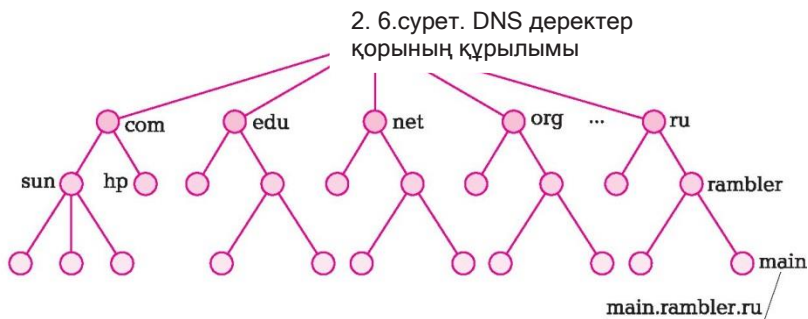 2. 6.сурет. DNS деректер
қорының құрылымы
com edu net org ... ru
sun hp rambler
main
main.rambler.ru